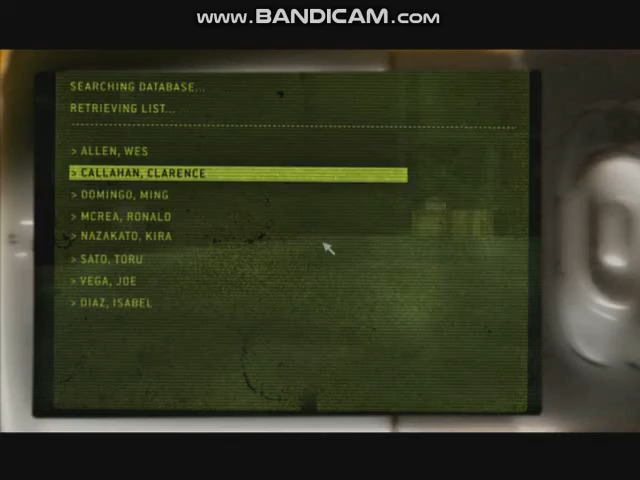 www.BANDICAM.com
SEARCHING DATABASE...
RETRIEVING LIST...
> ALLEN, WES
> CALLAHAN, CLARENCE
> DOMINGO, MING
> MCREA, RONALD
> NAZAKATO, KIRA
> SATO, TORU
> VEGA, JOE
> DIAZ, ISABEL